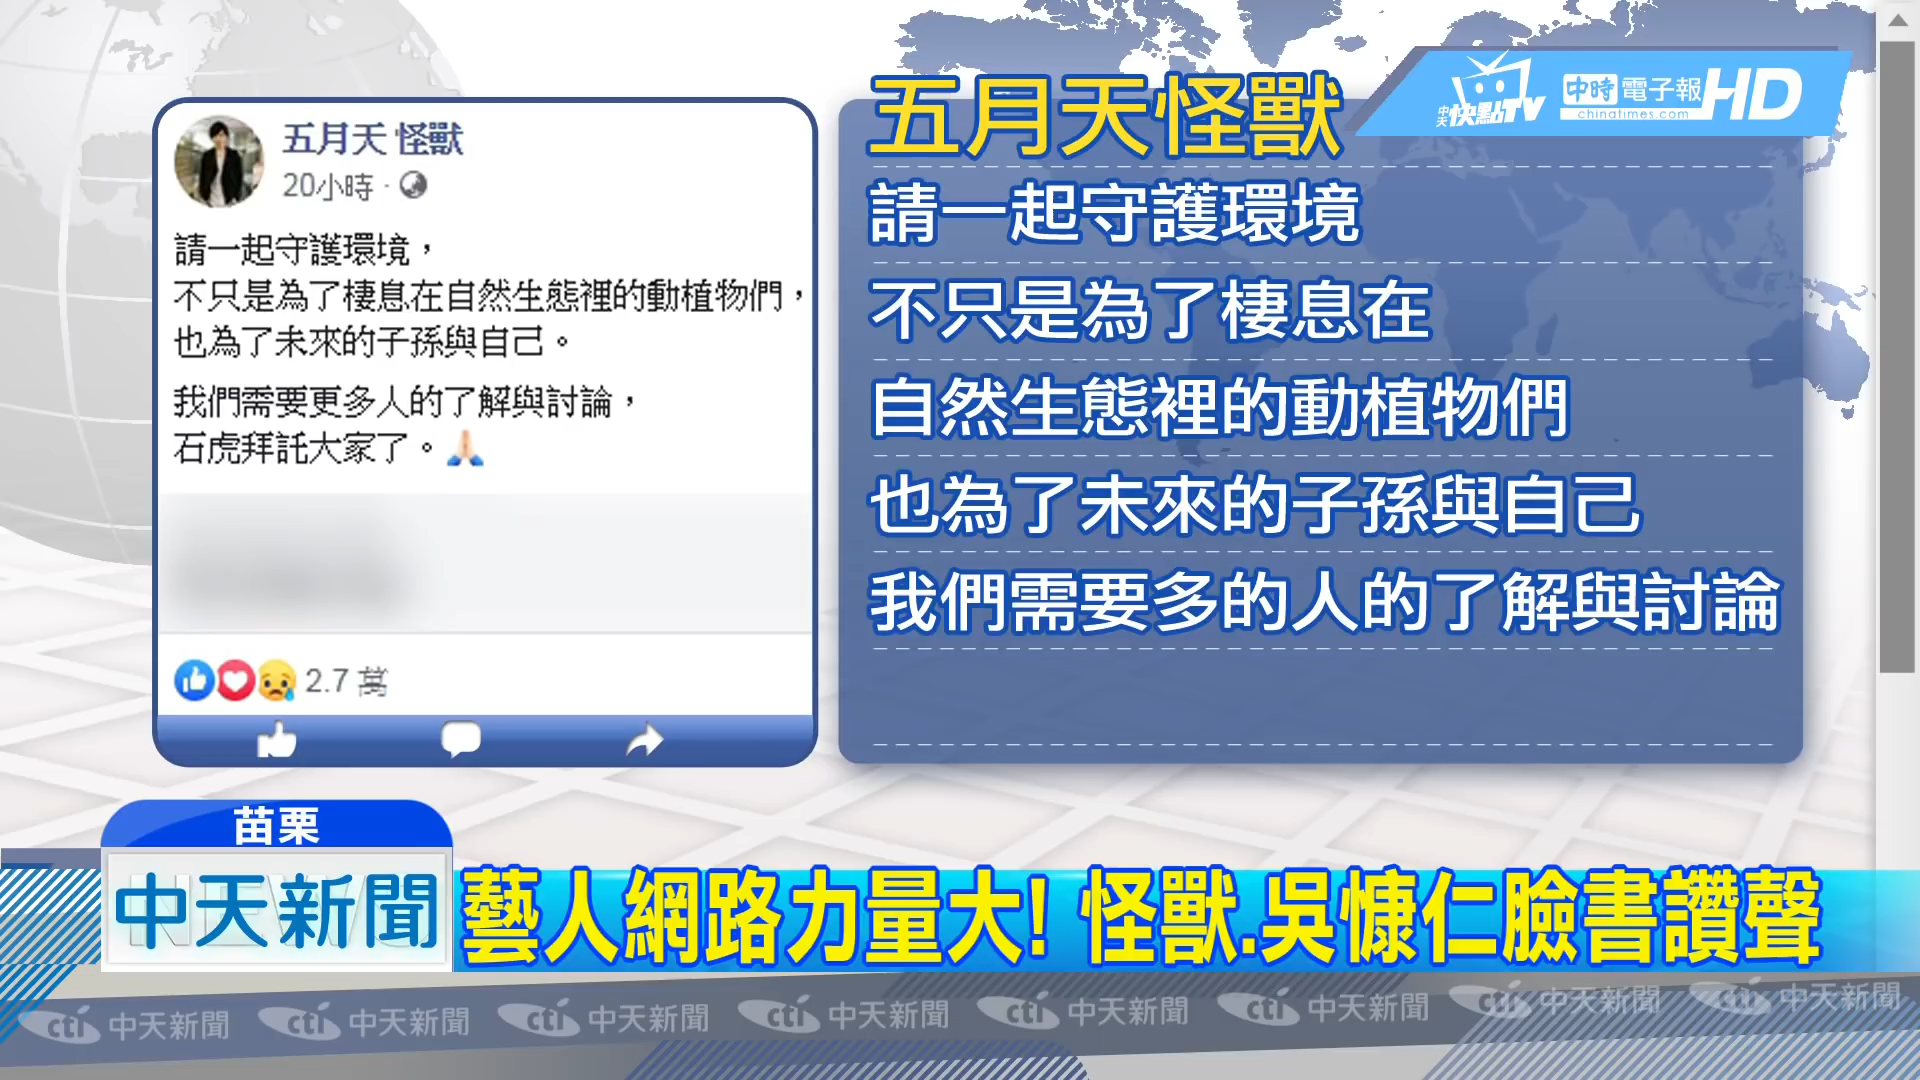 五月天 怪獸
20小時 ·
請一起守護環境，
不只是為了棲息在自然生態裡的動植物們，
也為了未來的子孫與自己。
我們需要更多人的了解與討論，
石虎拜託大家了。🙏🏻
2.7 萬
五月天怪獸
請一起守護環境
不只是為了棲息在
自然生態裡的動植物們
也為了未來的子孫與自己
我們需要多的人的了解與討論
中天快點TV 中時電子報HD
chinatimes.com
苗栗
中天新聞
NEWS
藝人網路力量大! 怪獸.吳慷仁臉書讚聲
cti 中天新聞 cti 中天新聞 cti 中天新聞 cti 中天新聞 cti 中天新聞 cti 中天新聞 cti 中天新聞 cti 中天新聞